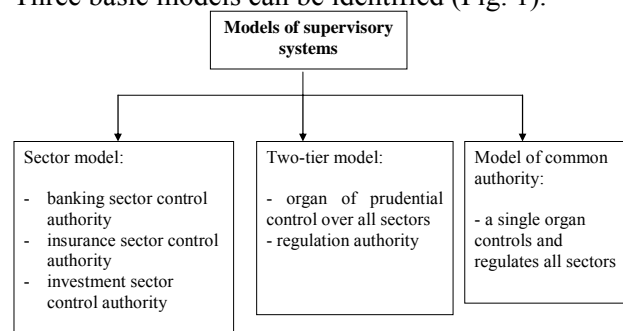 Three basic models can be identified (Fig. 1).
Models of supervisory
systems
Sector model:
- banking sector control
authority
- insurance sector control
authority
- investment sector
control authority
Two-tier model:
- organ of prudential
control over all sectors
- regulation authority
Model of common
authority:
- a single organ
controls and
regulates all sectors